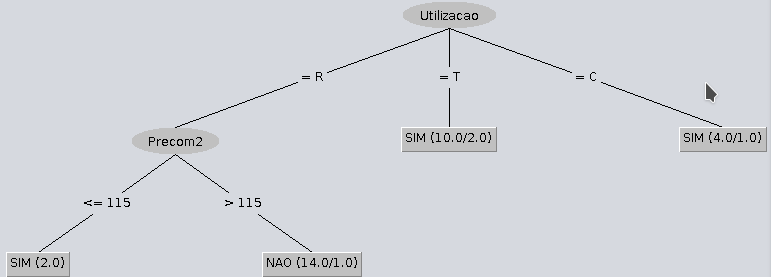 Utilizacao
= R
= T
= C
Precom2
SIM (10.0/2.0)
SIM (4.0/1.0)
<= 115
> 115
SIM (2.0)
NAO (14.0/1.0)